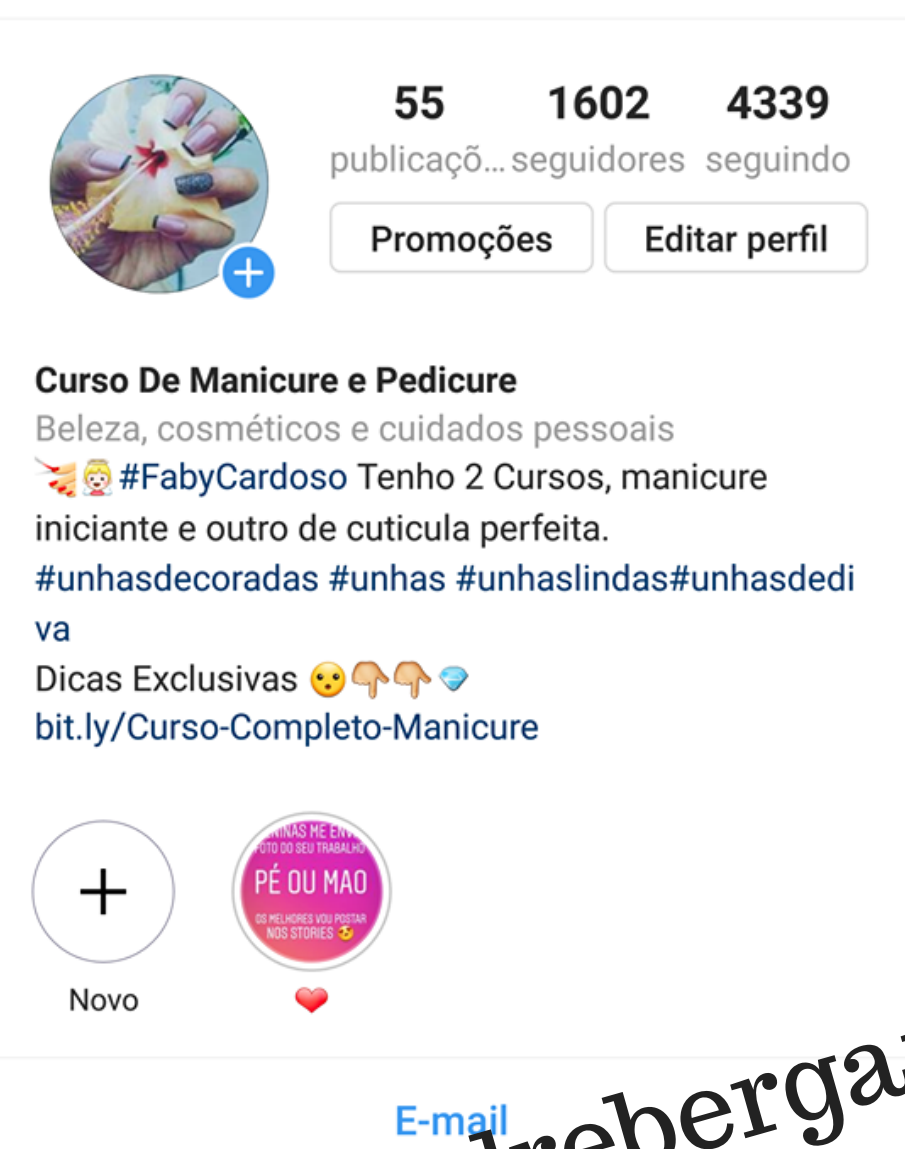 55 1602 4339
publicaçõ... seguidores seguindo
Promoções Editar perfil
Curso De Manicure e Pedicure
Beleza, cosméticos e cuidados pessoais
#FabyCardoso Tenho 2 Cursos, manicure
iniciante e outro de cuticula perfeita.
#unhasdecoradas #unhas #unhaslindas#unhasdedi
va
Dicas Exclusivas
bit.ly/Curso-Completo-Manicure
ME
FOTO DO SEU TRABALHO
PÉ OU MAO
OS MELHORES VOU POSTAR
NOS STORIES
Novo
E-mail